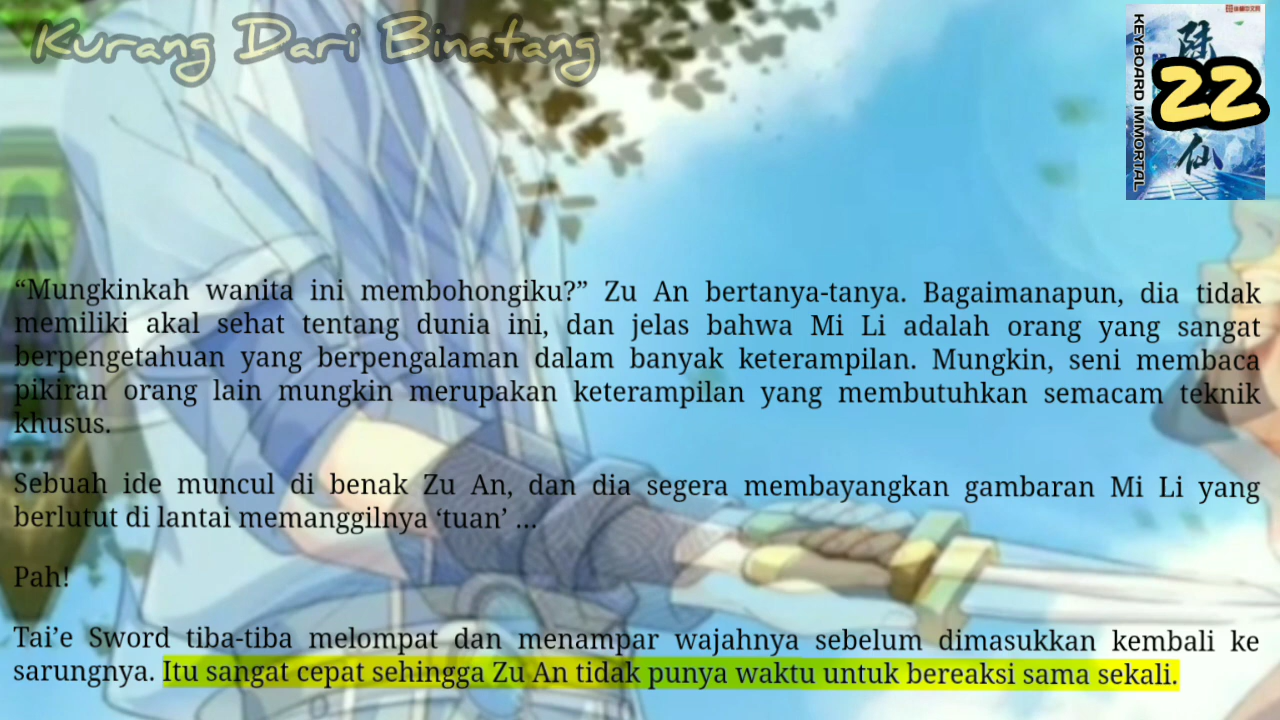 Kurang Dari Binatang
KEYBOARD IMMORTAL
陆
22
仙
“Mungkinkah wanita ini membohongiku?” Zu An bertanya-tanya. Bagaimanapun, dia tidak
memiliki akal sehat tentang dunia ini, dan jelas bahwa Mi Li adalah orang yang sangat
berpengetahuan yang berpengalaman dalam banyak keterampilan. Mungkin, seni membaca
pikiran orang lain mungkin merupakan keterampilan yang membutuhkan semacam teknik
khusus.
Sebuah ide muncul di benak Zu An, dan dia segera membayangkan gambaran Mi Li yang
berlutut di lantai memanggilnya ‘tuan’ ...
Pah!
Tai’e Sword tiba-tiba melompat dan menampar wajahnya sebelum dimasukkan kembali ke
sarungnya. Itu sangat cepat sehingga Zu An tidak punya waktu untuk bereaksi sama sekali.